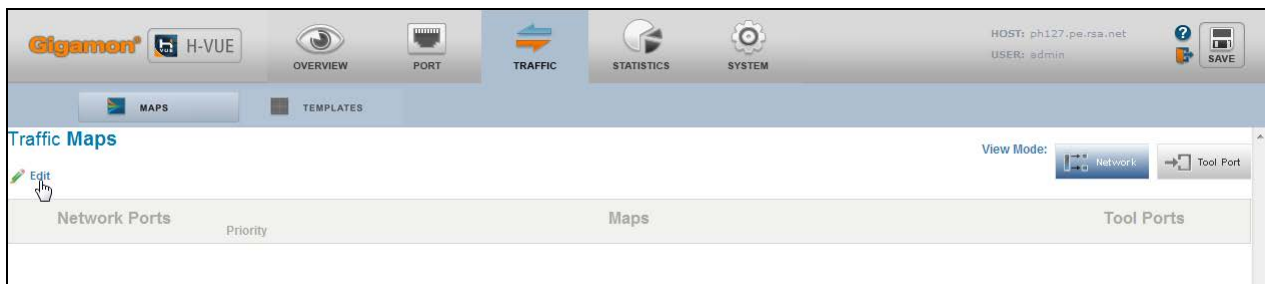 Gigamon® H-VUE
OVERVIEW
PORT
TRAFFIC
STATISTICS
SYSTEM
HOST: ph127.pe.rsa.net
USER: admin
?
SAVE
MAPS
TEMPLATES
Traffic Maps
View Mode:
Network
Tool Port
Edit
Network Ports
Priority
Maps
Tool Ports